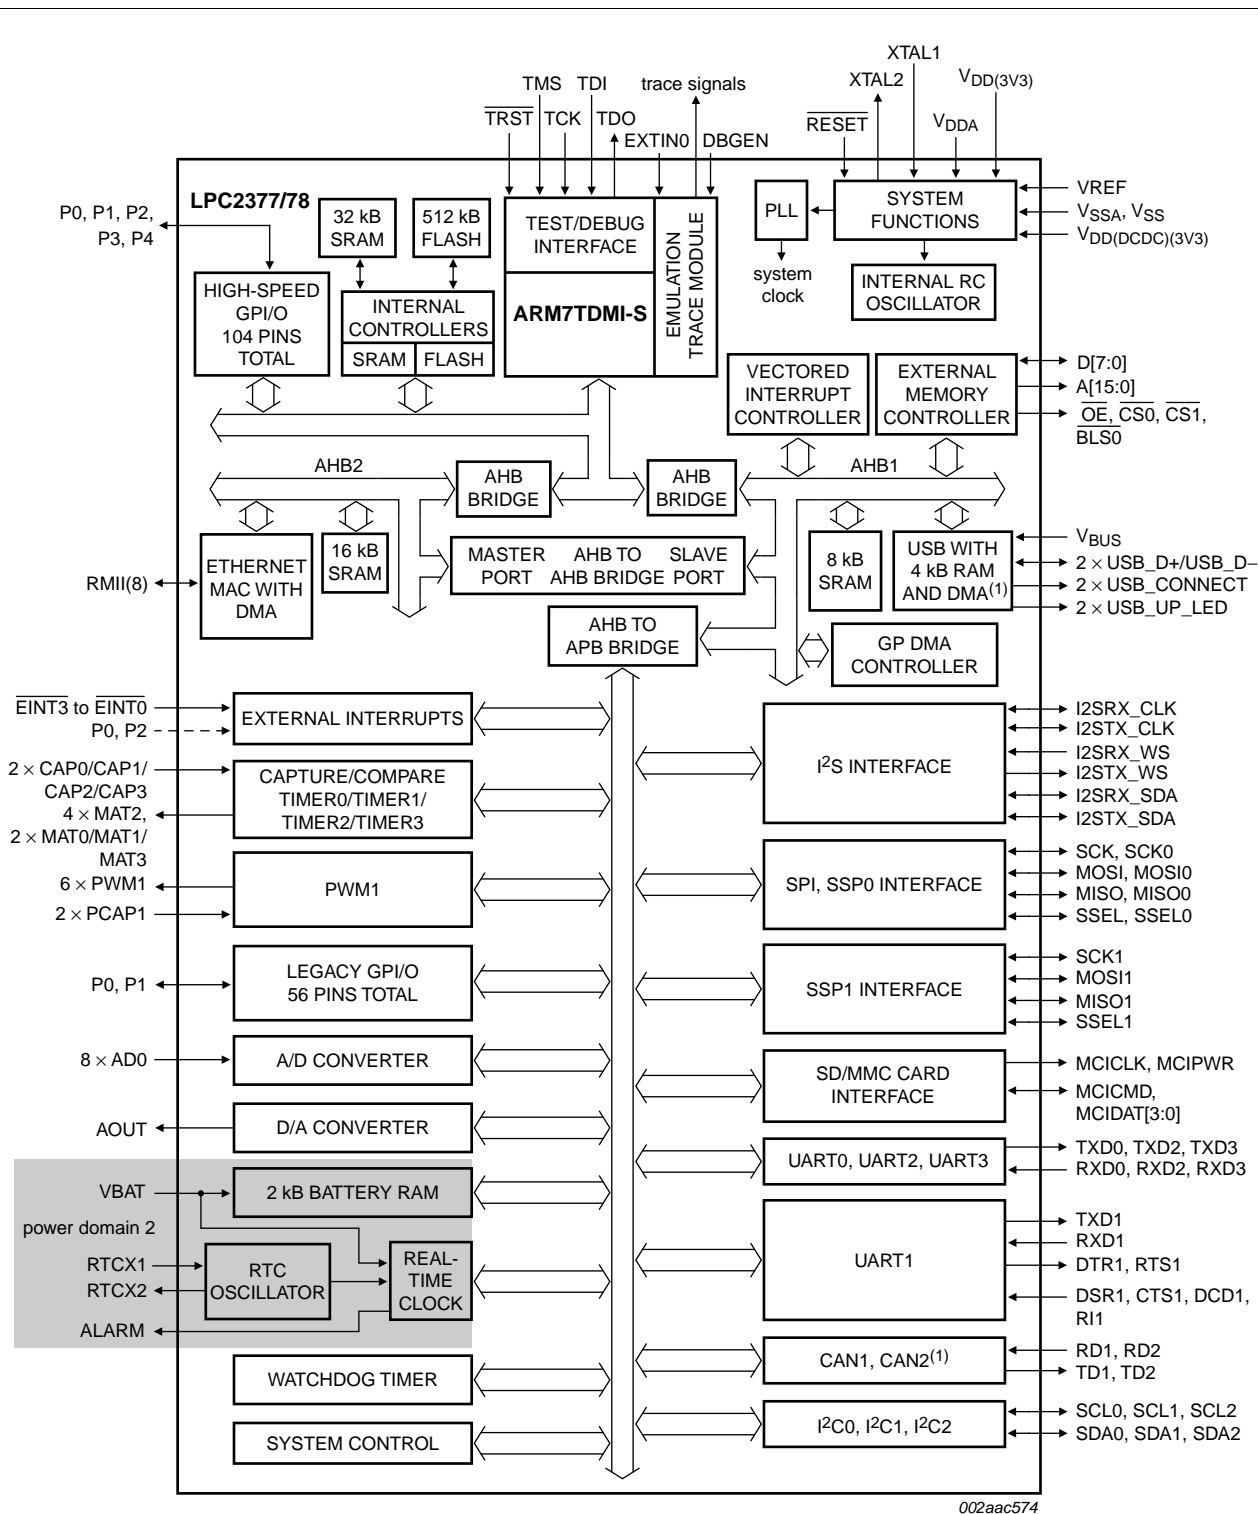 XTAL1
XTAL2
VDD(3V3)
TMS
TDI
trace signals
TRST
TCK
TDO
RESET
VDDA
EXTIN0
DBGEN
LPC2377/78
P0, P1, P2,
P3, P4
32 kB
SRAM
512 kB
FLASH
TEST/DEBUG
INTERFACE
EMULATION
TRACE MODULE
PLL
SYSTEM
FUNCTIONS
VREF
VSSA, VSS
VDD(DCDC)(3V3)
system
clock
INTERNAL RC
OSCILLATOR
HIGH-SPEED
GPI/O
104 PINS
TOTAL
INTERNAL
CONTROLLERS
SRAM
FLASH
ARM7TDMI-S
VECTORED
INTERRUPT
CONTROLLER
EXTERNAL
MEMORY
CONTROLLER
D[7:0]
A[15:0]
OE, CS0, CS1,
BLS0
AHB2
AHB
BRIDGE
AHB
BRIDGE
AHB1
ETHERNET
MAC WITH
DMA
16 kB
SRAM
MASTER
PORT
AHB TO
AHB BRIDGE
SLAVE
PORT
8 kB
SRAM
USB WITH
4 kB RAM
AND DMA(1)
VBUS
2 × USB_D+/USB_D−
2 × USB_CONNECT
2 × USB_UP_LED
RMII(8)
AHB TO
APB BRIDGE
GP DMA
CONTROLLER
EINT3 to EINT0
P0, P2
EXTERNAL INTERRUPTS
2 × CAP0/CAP1/
CAP2/CAP3
4 × MAT2,
2 × MAT0/MAT1/
MAT3
CAPTURE/COMPARE
TIMER0/TIMER1/
TIMER2/TIMER3
6 × PWM1
2 × PCAP1
PWM1
P0, P1
LEGACY GPI/O
56 PINS TOTAL
8 × AD0
A/D CONVERTER
AOUT
D/A CONVERTER
VBAT
2 kB BATTERY RAM
power domain 2
RTCX1
RTCX2
RTC
OSCILLATOR
REAL-
TIME
CLOCK
ALARM
WATCHDOG TIMER
SYSTEM CONTROL
I2S INTERFACE
I2SRX_CLK
I2STX_CLK
I2SRX_WS
I2STX_WS
I2SRX_SDA
I2STX_SDA
SPI, SSP0 INTERFACE
SCK, SCK0
MOSI, MOSI0
MISO, MISO0
SSEL, SSEL0
SSP1 INTERFACE
SCK1
MOSI1
MISO1
SSEL1
SD/MMC CARD
INTERFACE
MCICLK, MCIPWR
MCICMD,
MCIDAT[3:0]
UART0, UART2, UART3
TXD0, TXD2, TXD3
RXD0, RXD2, RXD3
UART1
TXD1
RXD1
DTR1, RTS1
DSR1, CTS1, DCD1,
RI1
CAN1, CAN2(1)
RD1, RD2
TD1, TD2
I2C0, I2C1, I2C2
SCL0, SCL1, SCL2
SDA0, SDA1, SDA2
002aac574